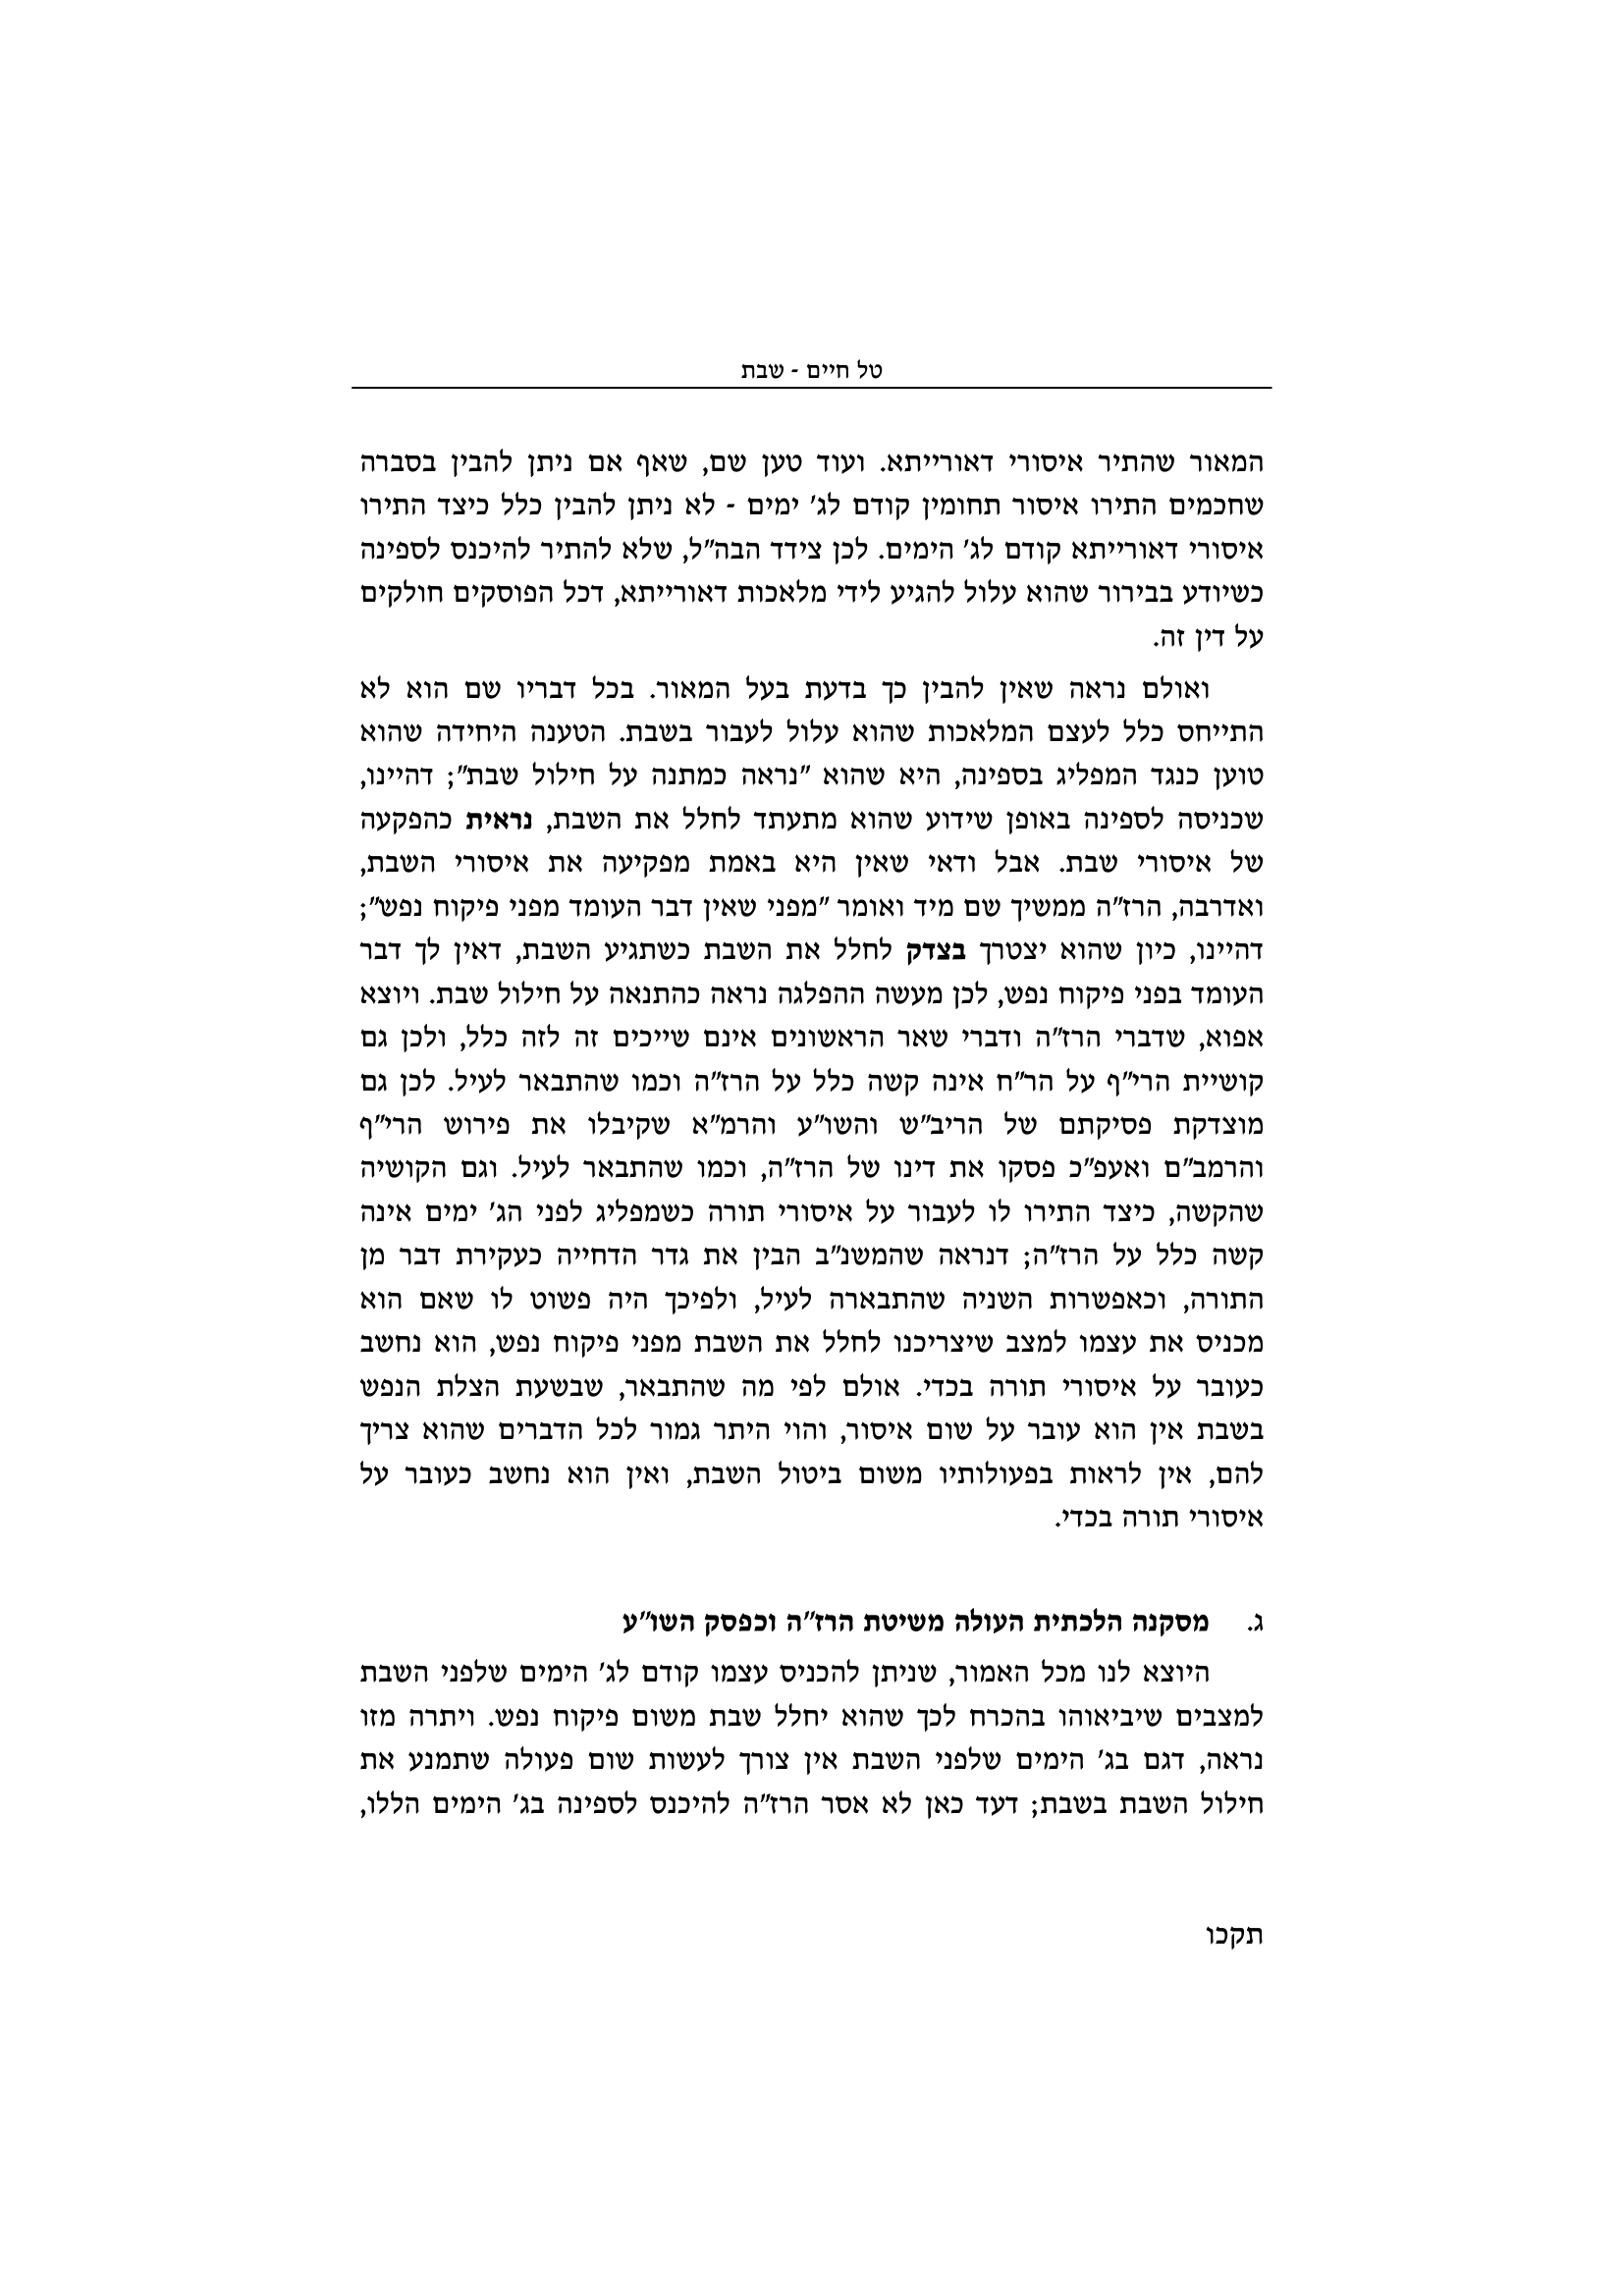 טל חיים - שבת
המאור שהתיר איסורי דאורייתא. ועוד טען שם, שאף אם ניתן להבין בסברה
שחכמים התירו איסור תחומין קודם לג' ימים - לא ניתן להבין כלל כיצד התירו
איסורי דאורייתא קודם לג' הימים. לכן צידד הבה"ל, שלא להתיר להיכנס לספינה
כשיודע בבירור שהוא עלול להגיע לידי מלאכות דאורייתא, דכל הפוסקים חולקים
על דין זה.
ואולם נראה שאין להבין כך בדעת בעל המאור. בכל דבריו שם הוא לא
התייחס כלל לעצם המלאכות שהוא עלול לעבור בשבת. הטענה היחידה שהוא
טוען כנגד המפליג בספינה, היא שהוא "נראה כמתנה על חילול שבת"; דהיינו,
שכניסה לספינה באופן שידוע שהוא מתעתד לחלל את השבת, נראית כהפקעה
של איסורי שבת. אבל ודאי שאין היא באמת מפקיעה את איסורי השבת,
ואדרבה, הרז"ה ממשיך שם מיד ואומר "מפני שאין דבר העומד מפני פיקוח נפש";
דהיינו, כיון שהוא יצטרך בצדק לחלל את השבת כשתגיע השבת, דאין לך דבר
העומד בפני פיקוח נפש, לכן מעשה ההפלגה נראה כהתנאה על חילול שבת. ויוצא
אפוא, שדברי הרז"ה ודברי שאר הראשונים אינם שייכים זה לזה כלל, ולכן גם
קושיית הרי"ף על הר"ח אינה קשה כלל על הרז"ה וכמו שהתבאר לעיל. לכן גם
מוצדקת פסיקתם של הריב"ש והשו"ע והרמ"א שקיבלו את פירוש הרי"ף
והרמב"ם ואעפ"כ פסקו את דינו של הרז"ה, וכמו שהתבאר לעיל. וגם הקושיה
שהקשה, כיצד התירו לו לעבור על איסורי תורה כשמפליג לפני הג' ימים אינה
קשה כלל על הרז"ה; דנראה שהמשנ"ב הבין את גדר הדחייה כעקירת דבר מן
התורה, וכאפשרות השניה שהתבארה לעיל, ולפיכך היה פשוט לו שאם הוא
מכניס את עצמו למצב שיצריכנו לחלל את השבת מפני פיקוח נפש, הוא נחשב
כעובר על איסורי תורה בכדי. אולם לפי מה שהתבאר, שבשעת הצלת הנפש
בשבת אין הוא עובר על שום איסור, והוי היתר גמור לכל הדברים שהוא צריך
להם, אין לראות בפעולותיו משום ביטול השבת, ואין הוא נחשב כעובר על
איסורי תורה בכדי.
ג. מסקנה הלכתית העולה משיטת הרז"ה וכפסק השו"ע
היוצא לנו מכל האמור, שניתן להכניס עצמו קודם לג' הימים שלפני השבת
למצבים שיביאוהו בהכרח לכך שהוא יחלל שבת משום פיקוח נפש. ויתרה מזו
נראה, דגם בג' הימים שלפני השבת אין צורך לעשות שום פעולה שתמנע את
חילול השבת בשבת; דעד כאן לא אסר הרז"ה להיכנס לספינה בג' הימים הללו,
תקכו